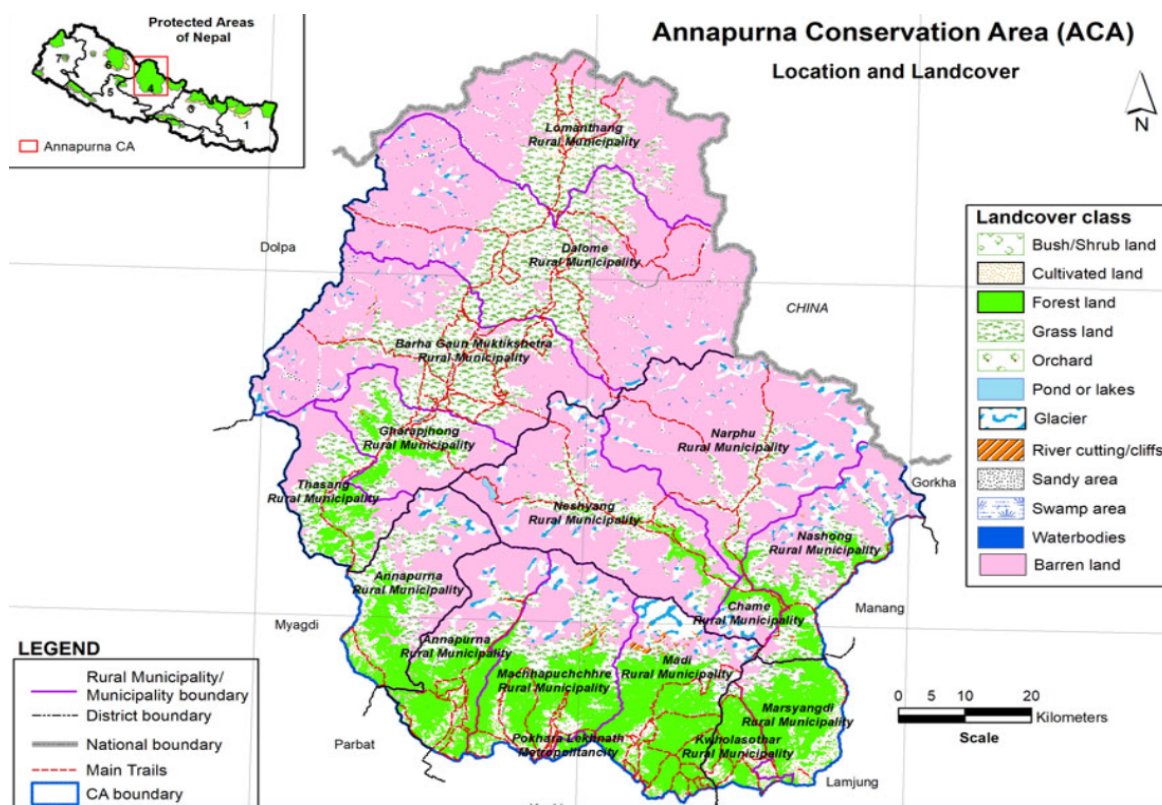 Protected Areas
of Nepal
7
6
5
4
3
1
Annapurna CA
Annapurna Conservation Area (ACA)
Location and Landcover
N
Lomanthang
Rural Municipality
Dolpa
Dalome
Rural Municipality
CHINA
Barha Gaun Muktikshetra
Rural Municipality
Gharapjhong
Rural Municipality
Narphu
Rural Municipality
Thasang
Rural Municipality
Neshyang
Rural Municipality
Gorkha
Nashong
Rural Municipality
Annapurna
Rural Municipality
Chame
Rural Municipality
Manang
Myagdi
Annapurna
Rural Municipality
Machhapuchchhre
Rural Municipality
Madi
Rural Municipality
Marsyangdi
Rural Municipality
Parbat
Pokhara Lekhnath
Metropolitancity
Kwholasothar
Rural Municipality
Lamjung
Landcover class
Bush/Shrub land
Cultivated land
Forest land
Grass land
Orchard
Pond or lakes
Glacier
River cutting/cliffs
Sandy area
Swamp area
Waterbodies
Barren land
LEGEND
Rural Municipality/
Municipality boundary
District boundary
National boundary
Main Trails
CA boundary
0 5 10 20
Kilometers
Scale